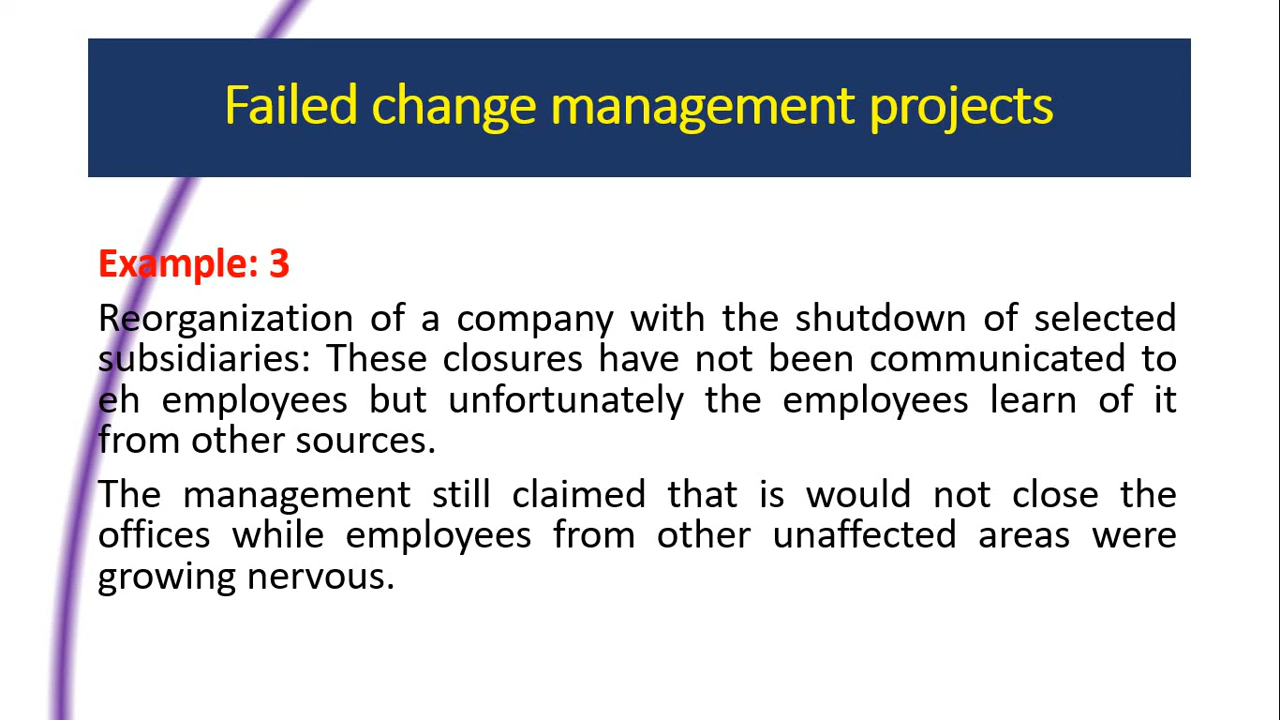 Failed change management projects
Example: 3
Reorganization of a company with the shutdown of selected
subsidiaries: These closures have not been communicated to
eh employees but unfortunately the employees learn of it
from other sources.
The management still claimed that is would not close the
offices while employees from other unaffected areas were
growing nervous.